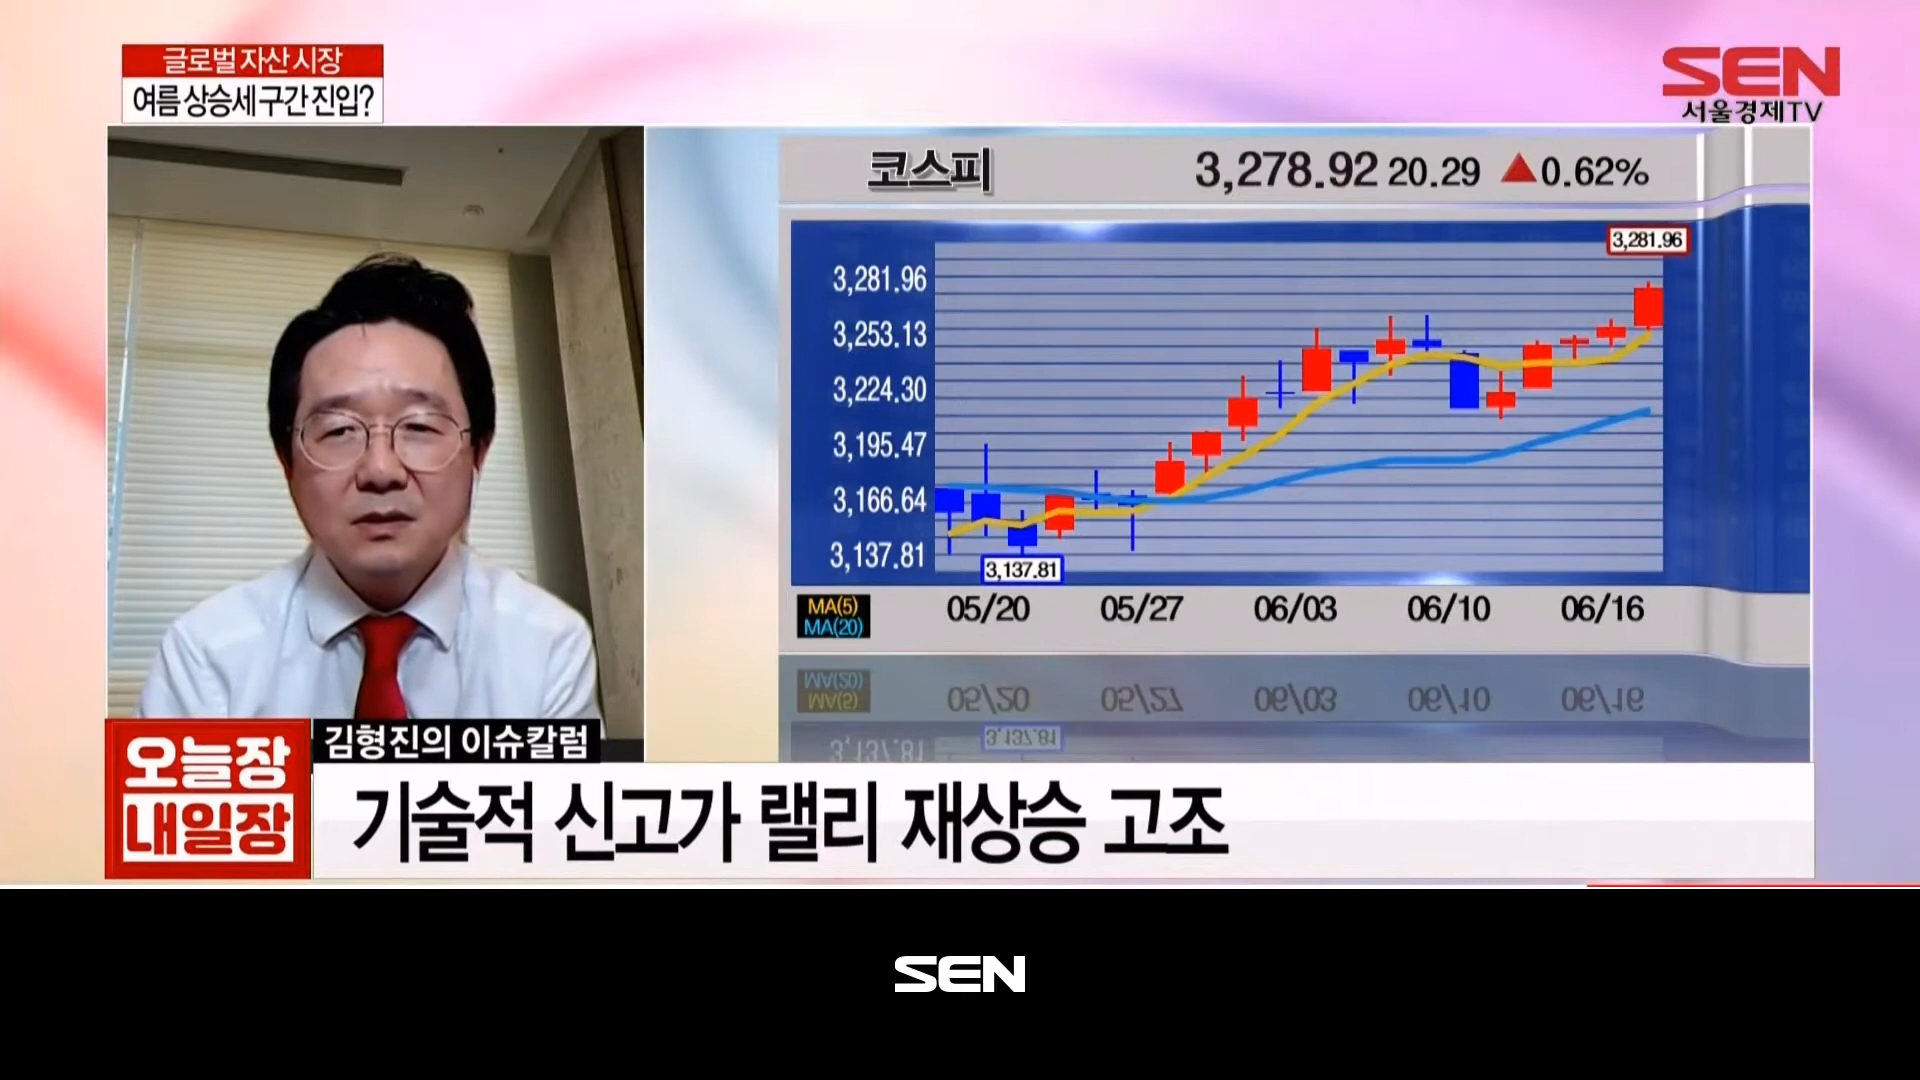 글로벌 자산 시장
여름 상승세 구간 진입?
SEN
서울경제TV
코스피 3,278.92 20.29 ▲0.62%
3,281.96
3,281.96
3,253.13
3,224.30
3,195.47
3,166.64
3,137.81
3,137.81
MA(5)
MA(20)
05/20 05/27 06/03 06/10 06/16
김형진의 이슈칼럼
오늘장
내일장
기술적 신고가 랠리 재상승 고조
SEN